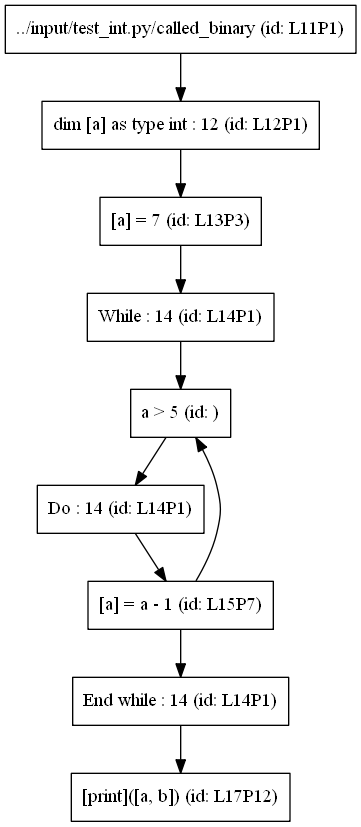 ../input/test_int.py/called_binary (id: L11P1)
dim [a] as type int : 12 (id: L12P1)
[a] = 7 (id: L13P3)
While : 14 (id: L14P1)
a > 5 (id: )
Do : 14 (id: L14P1)
[a] = a - 1 (id: L15P7)
End while : 14 (id: L14P1)
[print]([a, b]) (id: L17P12)